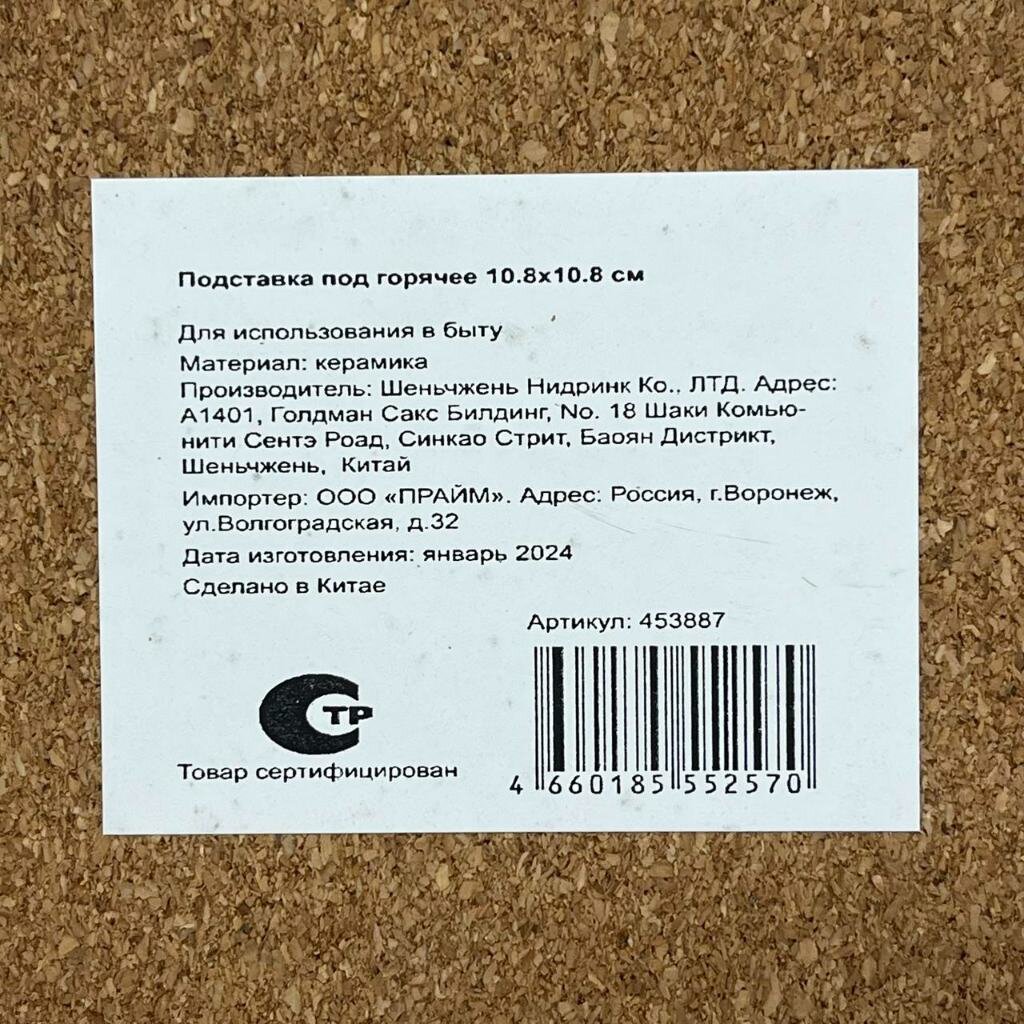 Подставка под горячее 10.8х10.8 см
Для использования в быту
Материал: керамика
Производитель: Шеньчжень Нидринк Ко., ЛТД. Адрес:
А1401, Голдман Сакс Билдинг, No. 18 Шаки Комью-
нити Сентэ Роад, Синкао Стрит, Баоян Дистрикт,
Шеньчжень, Китай
Импортер: ООО «ПРАЙМ». Адрес: Россия, г.Воронеж,
ул.Волгоградская, д.32
Дата изготовления: январь 2024
Сделано в Китае
Артикул: 453887
СТР
Товар сертифицирован
4 660185 552570